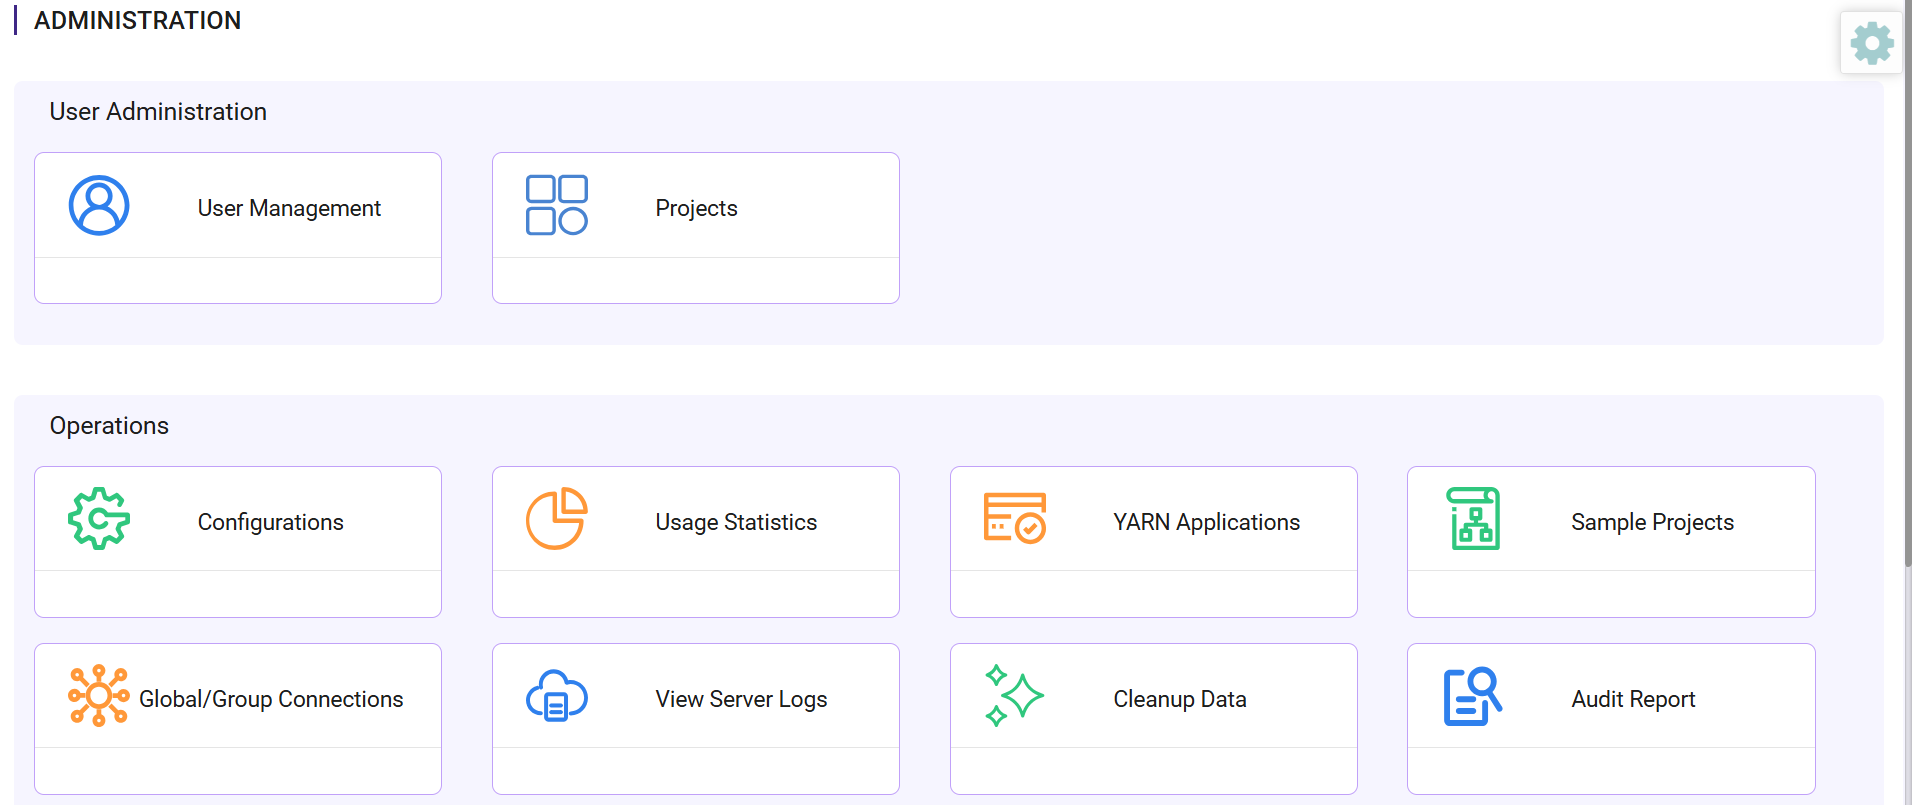 ADMINISTRATION
User Administration
User Management
Projects
Operations
Configurations
Usage Statistics
YARN Applications
Sample Projects
Global/Group Connections
View Server Logs
Cleanup Data
Audit Report